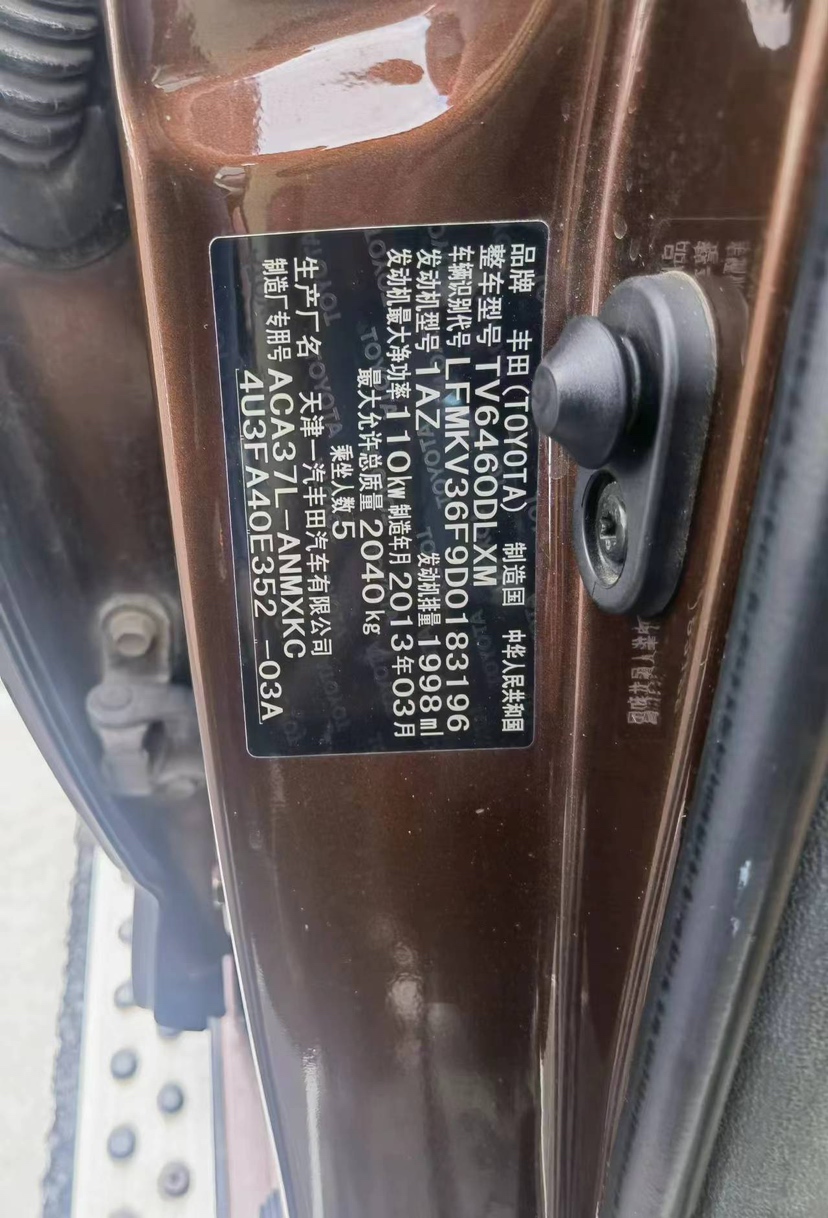 品牌 丰田(TOYOTA) 制造国 中华人民共和国
整车型号 TV6460DLXM
车辆识别代号 LFMKV36F9D0183196
发动机型号 1AZ 发动机排量 1998ml
发动机最大净功率 110kw 制造年月 2013年03月
最大允许总质量 2040kg
乘坐人数 5
生产厂名 天津一汽丰田汽车有限公司
制造厂专用号 ACA37L-ANMXKC
4U3FA40E352-03A